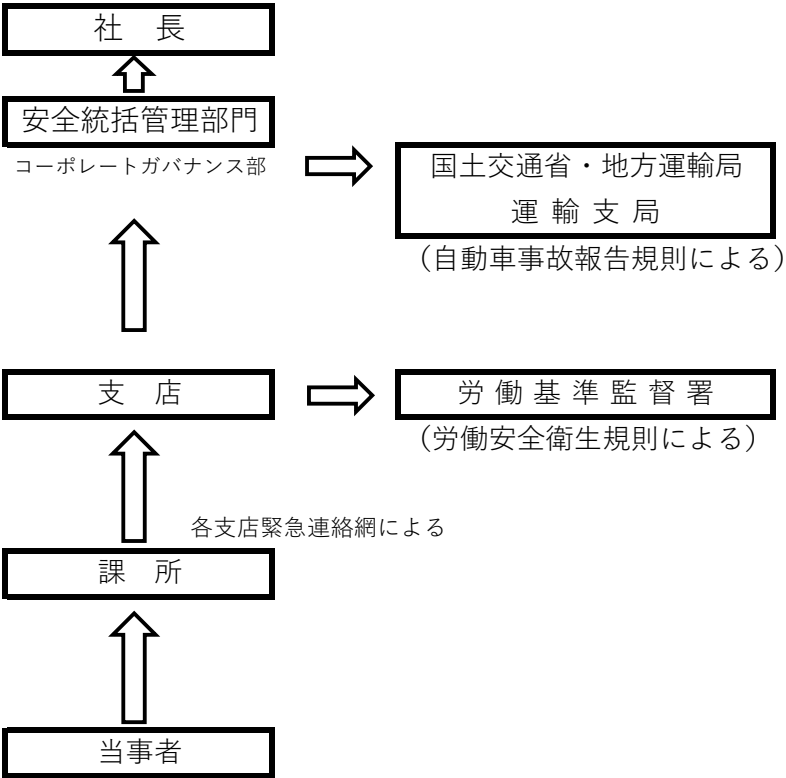 社　長
安全統括管理部門
コーポレートガバナンス部
国土交通省・地方運輸局
運 輸 支 局
（自動車事故報告規則による）
支　店
労 働 基 準 監 督 署
（労働安全衛生規則による）
各支店緊急連絡網による
課　所
当事者